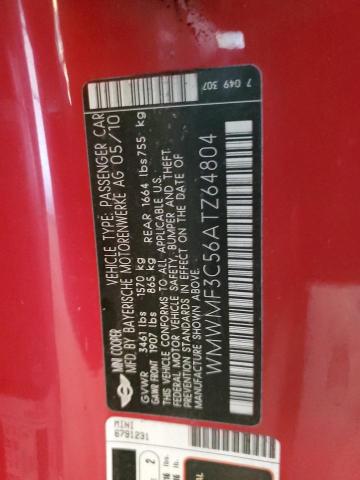 MINI COOPER
VEHICLE TYPE: PASSENGER CAR
MFD. BY BAYERISCHE MOTORENWERKE AG 05/10
GVWR 3461 lbs 1570 kg
GAWR FRONT 1907 lbs 865 kg REAR 1664 lbs 755 kg
THIS VEHICLE CONFORMS TO ALL APPLICABLE U.S.
FEDERAL MOTOR VEHICLE SAFETY, BUMPER AND THEFT
PREVENTION STANDARDS IN EFFECT ON THE DATE OF
MANUFACTURE SHOWN ABOVE.
WMWMF3C56ATZ64804
7 049 307
MINI
6791231
2